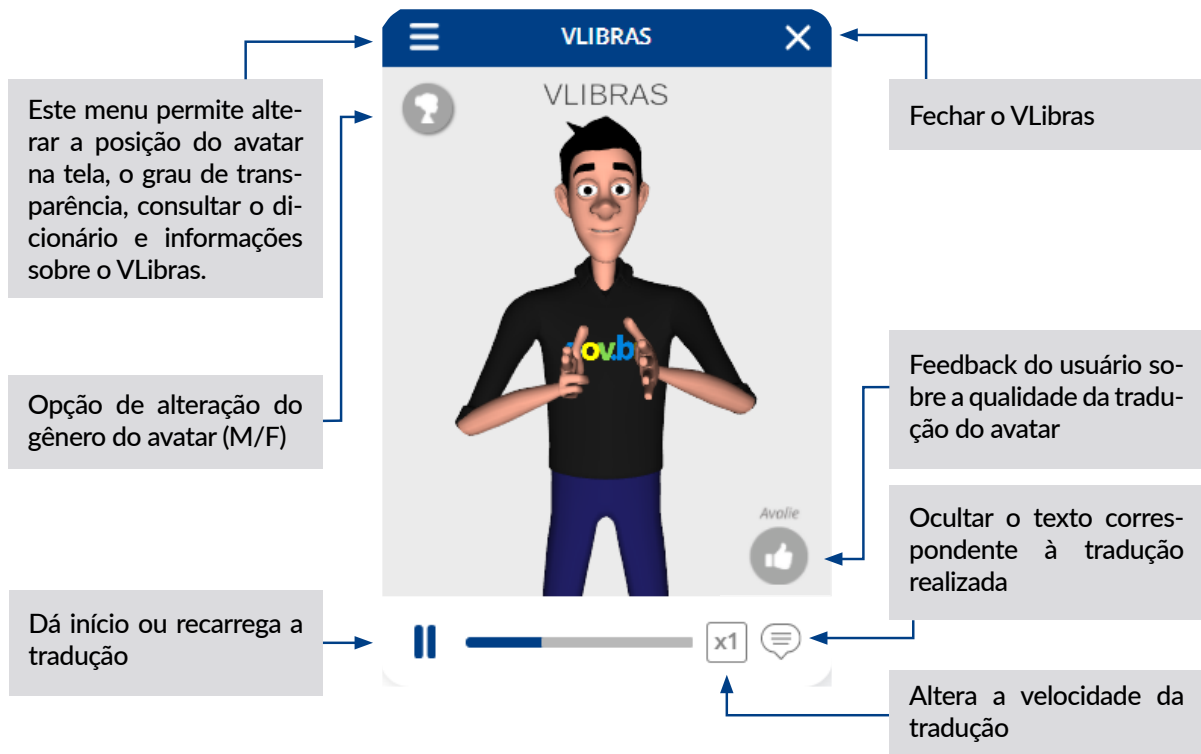 VLIBRAS
VLIBRAS
Este menu permite alte-
rar a posição do avatar
na tela, o grau de trans-
parência, consultar o di-
cionário e informações
sobre o VLibras.
Opção de alteração do
gênero do avatar (M/F)
Dá início ou recarrega a
tradução
ov.b
Avalie
x1
Fechar o VLibras
Feedback do usuário so-
bre a qualidade da tradu-
ção do avatar
Ocultar o texto corres-
pondente à tradução
realizada
Altera a velocidade da
tradução